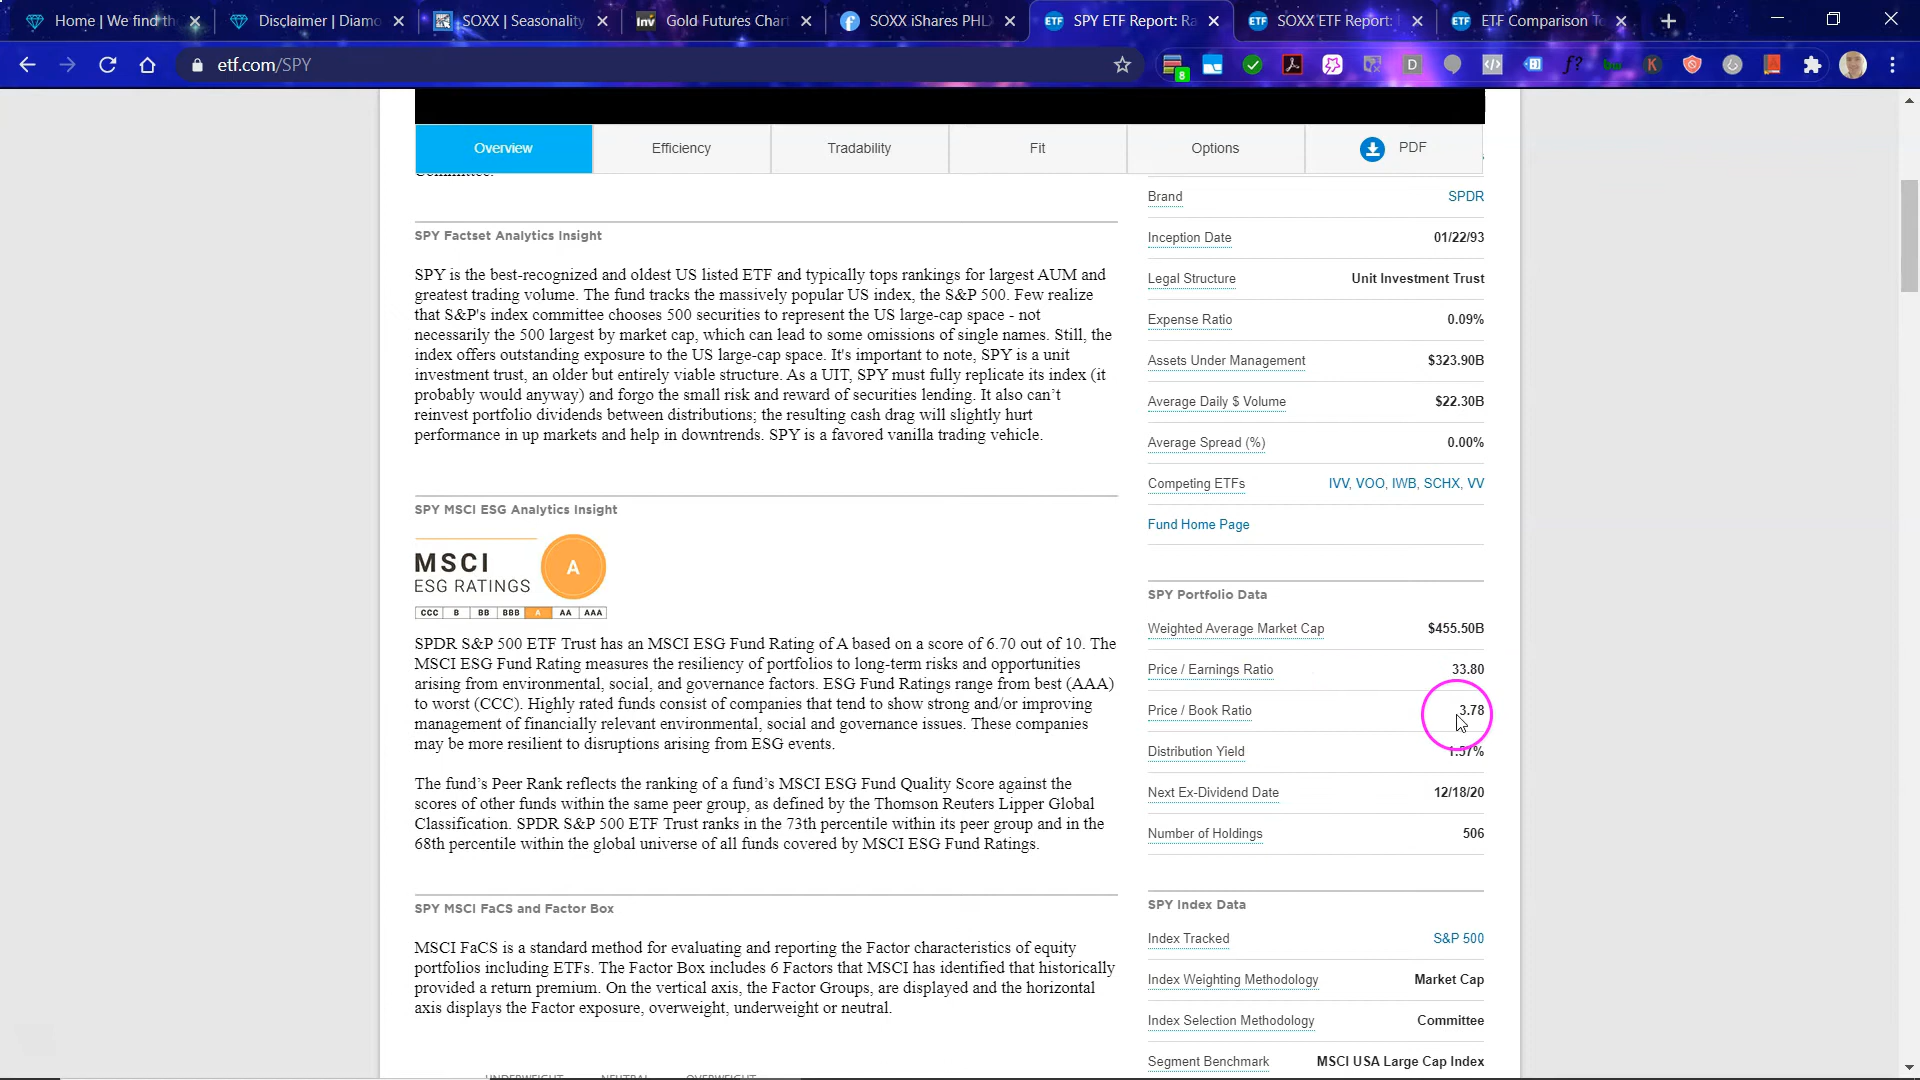 Home | We find th
Disclaimer | Diamo
SOXX | Seasonality
Inv
Gold Futures Char
SOXX iShares PHL
ETF
SPY ETF Report: Ra
ETF
SOXX ETF Report:
ETF
ETF Comparison To
etf.com/SPY
8
D
f?
K
Overview
Efficiency
Tradability
Fit
Options
PDF
Committee.
SPY Factset Analytics Insight
SPY is the best-recognized and oldest US listed ETF and typically tops rankings for largest AUM and
greatest trading volume. The fund tracks the massively popular US index, the S&P 500. Few realize
that S&P's index committee chooses 500 securities to represent the US large-cap space - not
necessarily the 500 largest by market cap, which can lead to some omissions of single names. Still, the
index offers outstanding exposure to the US large-cap space. It's important to note, SPY is a unit
investment trust, an older but entirely viable structure. As a UIT, SPY must fully replicate its index (it
probably would anyway) and forgo the small risk and reward of securities lending. It also can’t
reinvest portfolio dividends between distributions; the resulting cash drag will slightly hurt
performance in up markets and help in downtrends. SPY is a favored vanilla trading vehicle.
SPY MSCI ESG Analytics Insight
MSCI
ESG RATINGS
A
CCC B BB BBB A AA AAA
SPDR S&P 500 ETF Trust has an MSCI ESG Fund Rating of A based on a score of 6.70 out of 10. The
MSCI ESG Fund Rating measures the resiliency of portfolios to long-term risks and opportunities
arising from environmental, social, and governance factors. ESG Fund Ratings range from best (AAA)
to worst (CCC). Highly rated funds consist of companies that tend to show strong and/or improving
management of financially relevant environmental, social and governance issues. These companies
may be more resilient to disruptions arising from ESG events.
The fund’s Peer Rank reflects the ranking of a fund’s MSCI ESG Fund Quality Score against the
scores of other funds within the same peer group, as defined by the Thomson Reuters Lipper Global
Classification. SPDR S&P 500 ETF Trust ranks in the 73th percentile within its peer group and in the
68th percentile within the global universe of all funds covered by MSCI ESG Fund Ratings.
SPY MSCI FaCS and Factor Box
MSCI FaCS is a standard method for evaluating and reporting the Factor characteristics of equity
portfolios including ETFs. The Factor Box includes 6 Factors that MSCI has identified that historically
provided a return premium. On the vertical axis, the Factor Groups, are displayed and the horizontal
axis displays the Factor exposure, overweight, underweight or neutral.
UNDERWEIGHT NEUTRAL OVERWEIGHT
Brand SPDR
Inception Date 01/22/93
Legal Structure Unit Investment Trust
Expense Ratio 0.09%
Assets Under Management $323.90B
Average Daily $ Volume $22.30B
Average Spread (%) 0.00%
Competing ETFs IVV, VOO, IWB, SCHX, VV
Fund Home Page
SPY Portfolio Data
Weighted Average Market Cap $455.50B
Price / Earnings Ratio 33.80
Price / Book Ratio 3.78
Distribution Yield 1.57%
Next Ex-Dividend Date 12/18/20
Number of Holdings 506
SPY Index Data
Index Tracked S&P 500
Index Weighting Methodology Market Cap
Index Selection Methodology Committee
Segment Benchmark MSCI USA Large Cap Index